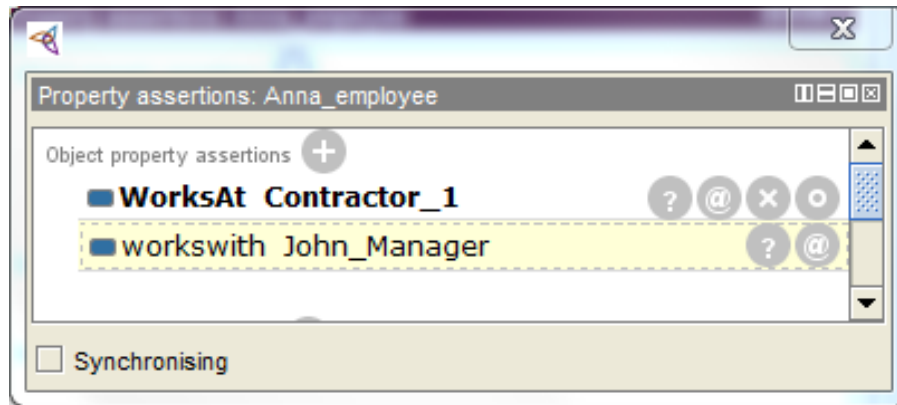 Property assertions: Anna_employee
Object property assertions
WorksAt Contractor_1
workswith John_Manager
Synchronising